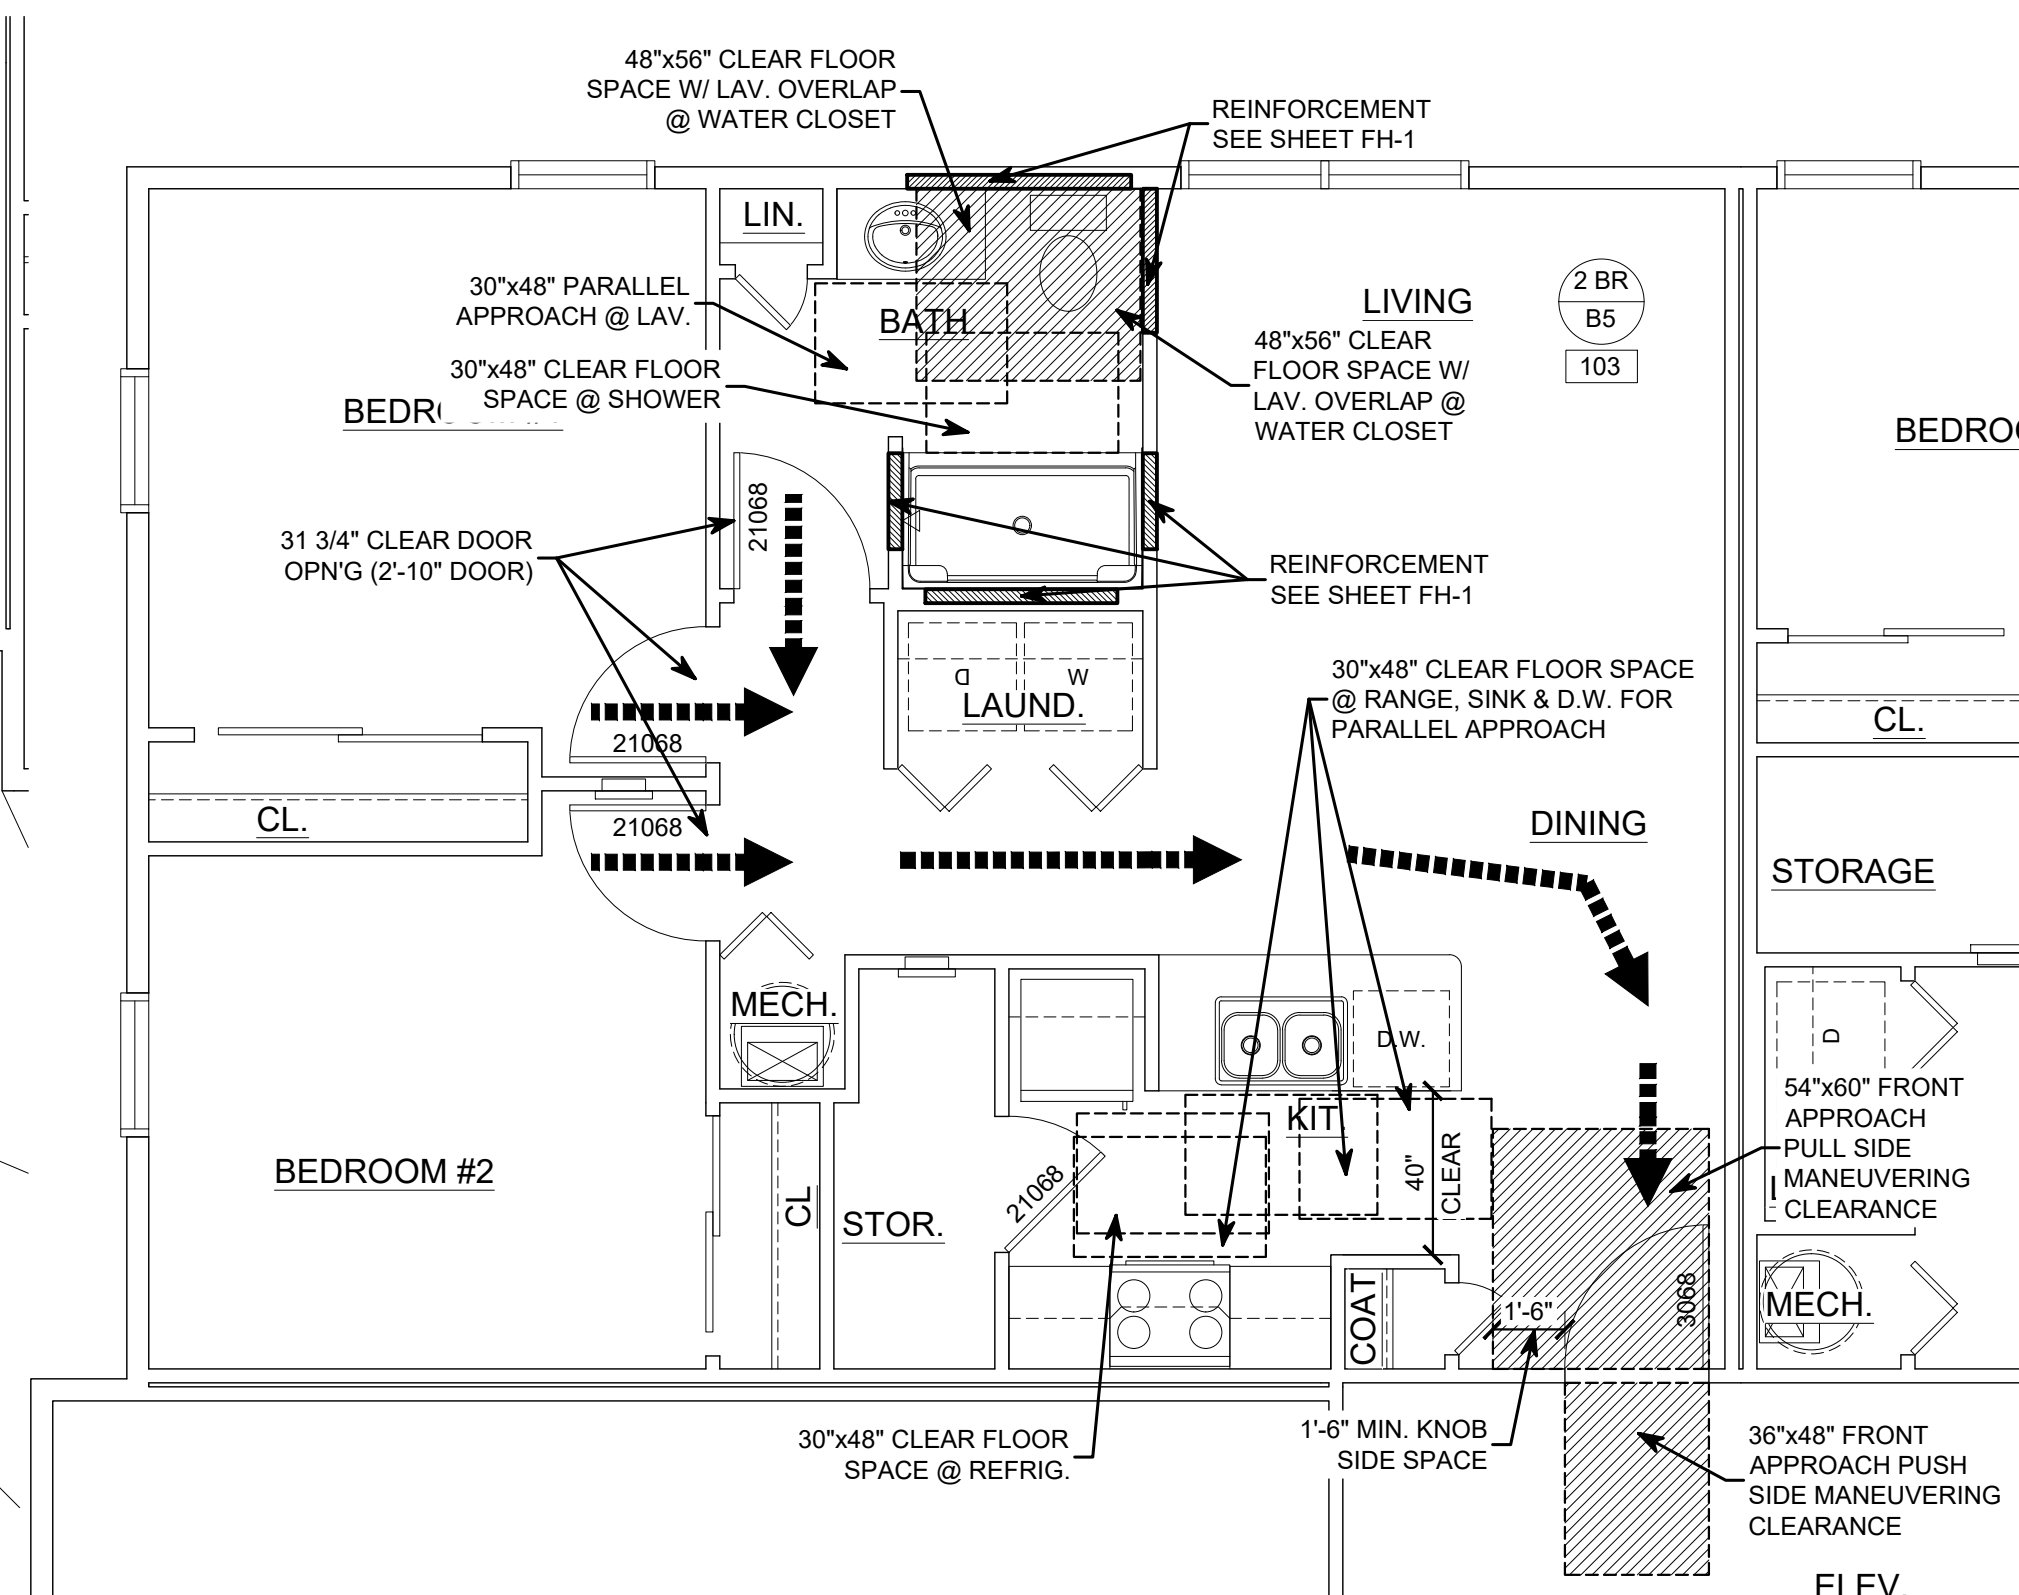 48"x56" CLEAR FLOOR
SPACE W/ LAV. OVERLAP
@ WATER CLOSET
REINFORCEMENT
SEE SHEET FH-1
LIN.
30"x48" PARALLEL
APPROACH @ LAV.
BATH
LIVING
2 BR
B5
103
30"x48" CLEAR FLOOR
SPACE @ SHOWER
48"x56" CLEAR
FLOOR SPACE W/
LAV. OVERLAP @
WATER CLOSET
BEDRO
31 3/4" CLEAR DOOR
OPN'G (2'-10" DOOR)
21068
REINFORCEMENT
SEE SHEET FH-1
D
W
LAUND.
30"x48" CLEAR FLOOR SPACE
@ RANGE, SINK & D.W. FOR
PARALLEL APPROACH
CL.
21068
21068
CL.
DINING
STORAGE
MECH.
D.W.
D
54"x60" FRONT
APPROACH
PULL SIDE
MANEUVERING
CLEARANCE
KIT.
40"
CLEAR
BEDROOM #2
CL
STOR.
21068
COAT
1'-6"
3068
MECH.
30"x48" CLEAR FLOOR
SPACE @ REFRIG.
1'-6" MIN. KNOB
SIDE SPACE
36"x48" FRONT
APPROACH PUSH
SIDE MANEUVERING
CLEARANCE
ELEV.